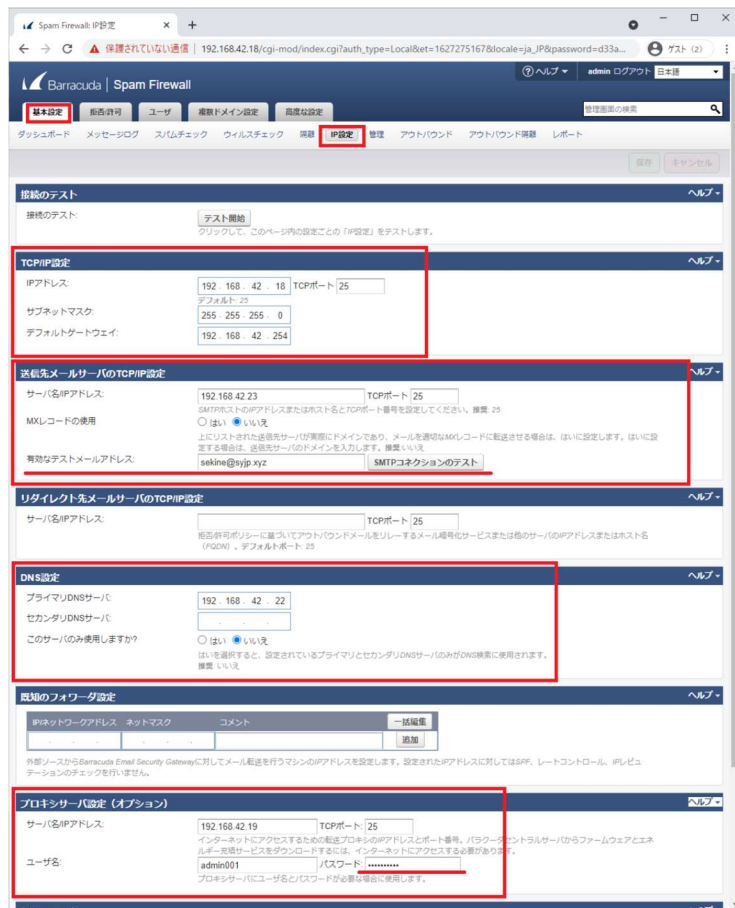 Spam Firewall: IP設定
保護されていない通信 | 192.168.42.18/cgi-mod/index.cgi?auth_type=Local&et=1627275167&locale=ja_JP&password=d33a... ゲスト (2)
Barracuda | Spam Firewall
ヘルプ admin ログアウト 日本語
基本設定 拒否/許可 ユーザ 複数ドメイン設定 高度な設定 管理画面の検索
ダッシュボード メッセージログ スパムチェック ウィルスチェック 隔離 IP設定 管理 アウトバウンド アウトバウンド隔離 レポート
保存 キャンセル
接続のテスト ヘルプ
接続のテスト: テスト開始
クリックして、このページ内の設定ごとの「IP設定」をテストします。
TCP/IP設定 ヘルプ
IPアドレス: 192 . 168 . 42 . 18 TCPポート 25
デフォルト: 25
サブネットマスク: 255 . 255 . 255 . 0
デフォルトゲートウェイ: 192 . 168 . 42 . 254
送信先メールサーバのTCP/IP設定 ヘルプ
サーバ名/IPアドレス: 192.168.42.23 TCPポート 25
SMTPホストのIPアドレスまたはホスト名とTCPポート番号を設定してください。推奨: 25
MXレコードの使用 はい いいえ
上にリストされた送信先サーバが実際にドメインであり、メールを適切なMXレコードに転送させる場合は、はいに設定します。はいに設
定する場合は、送信先サーバのドメインを入力します。推奨:いいえ
有効なテストメールアドレス: sekine@syjp.xyz SMTPコネクションのテスト
リダイレクト先メールサーバのTCP/IP設定 ヘルプ
サーバ名/IPアドレス: TCPポート 25
拒否/許可ポリシーに基づいてアウトバウンドメールをリレーするメール暗号化サービスまたは他のサーバのIPアドレスまたはホスト名
（FQDN）。デフォルトポート: 25
DNS設定 ヘルプ
プライマリDNSサーバ: 192 . 168 . 42 . 22
セカンダリDNSサーバ: . . .
このサーバのみ使用しますか? はい いいえ
はいを選択すると、設定されているプライマリとセカンダリDNSサーバのみがDNS検索に使用されます。
推奨:いいえ
既知のフォワーダ設定 ヘルプ
IP/ネットワークアドレス ネットマスク コメント 一括編集
. . . . . . 追加
外部ソースからBarracuda Email Security Gatewayに対してメール転送を行うマシンのIPアドレスを設定します。設定されたIPアドレスに対してはSPF、レートコントロール、IPレピュ
テーションのチェックを行いません。
プロキシサーバ設定（オプション） ヘルプ
サーバ名/IPアドレス: 192.168.42.19 TCPポート: 25
インターネットにアクセスするための転送プロキシのIPアドレスとポート番号。バラクーダセントラルサーバからファームウェアとエネ
ルギー充填サービスをダウンロードするには、インターネットにアクセスする必要があります。
ユーザ名: admin001 パスワード: ••••••••••
プロキシサーバにユーザ名とパスワードが必要な場合に使用します。